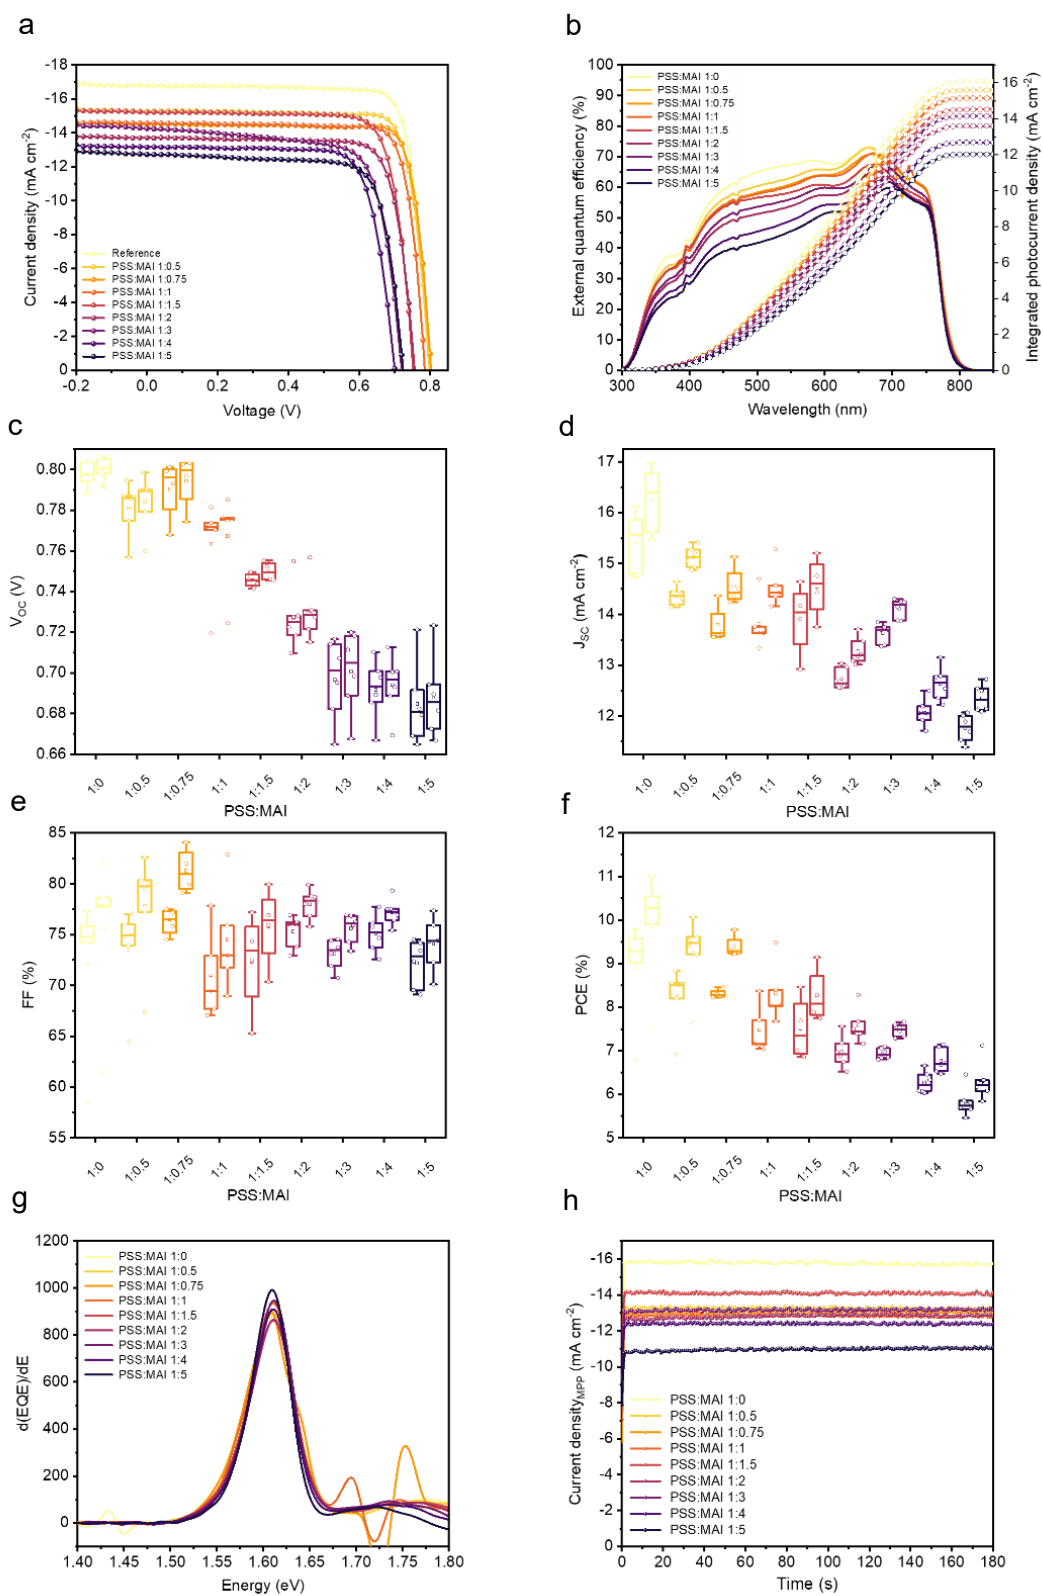 a
-18
-16
-14
-12
-10
-8
-6
-4
-2
0
Current density (mA cm-2)
Reference
PSS:MAI 1:0.5
PSS:MAI 1:0.75
PSS:MAI 1:1
PSS:MAI 1:1.5
PSS:MAI 1:2
PSS:MAI 1:3
PSS:MAI 1:4
PSS:MAI 1:5
-0.2 0.0 0.2 0.4 0.6 0.8
Voltage (V)
b
100
90
80
70
60
50
40
30
20
10
0
External quantum efficiency (%)
PSS:MAI 1:0
PSS:MAI 1:0.5
PSS:MAI 1:0.75
PSS:MAI 1:1
PSS:MAI 1:1.5
PSS:MAI 1:2
PSS:MAI 1:3
PSS:MAI 1:4
PSS:MAI 1:5
16
14
12
10
8
6
4
2
0
Integrated photocurrent density (mA cm-2)
300 400 500 600 700 800
Wavelength (nm)
c
0.80
0.78
0.76
0.74
0.72
0.70
0.68
0.66
VOC (V)
1:0 1:0.5 1:0.75 1:1 1:1.5 1:2 1:3 1:4 1:5
PSS:MAI
d
17
16
15
14
13
12
JSC (mA cm-2)
1:0 1:0.5 1:0.75 1:1 1:1.5 1:2 1:3 1:4 1:5
PSS:MAI
e
85
80
75
70
65
60
55
FF (%)
1:0 1:0.5 1:0.75 1:1 1:1.5 1:2 1:3 1:4 1:5
PSS:MAI
f
12
11
10
9
8
7
6
5
PCE (%)
1:0 1:0.5 1:0.75 1:1 1:1.5 1:2 1:3 1:4 1:5
PSS:MAI
g
1200
1000
800
600
400
200
0
d(EQE)/dE
PSS:MAI 1:0
PSS:MAI 1:0.5
PSS:MAI 1:0.75
PSS:MAI 1:1
PSS:MAI 1:1.5
PSS:MAI 1:2
PSS:MAI 1:3
PSS:MAI 1:4
PSS:MAI 1:5
1.40 1.45 1.50 1.55 1.60 1.65 1.70 1.75 1.80
Energy (eV)
h
-16
-14
-12
-10
-8
-6
-4
-2
0
Current densityMPP (mA cm-2)
PSS:MAI 1:0
PSS:MAI 1:0.5
PSS:MAI 1:0.75
PSS:MAI 1:1
PSS:MAI 1:1.5
PSS:MAI 1:2
PSS:MAI 1:3
PSS:MAI 1:4
PSS:MAI 1:5
0 20 40 60 80 100 120 140 160 180
Time (s)